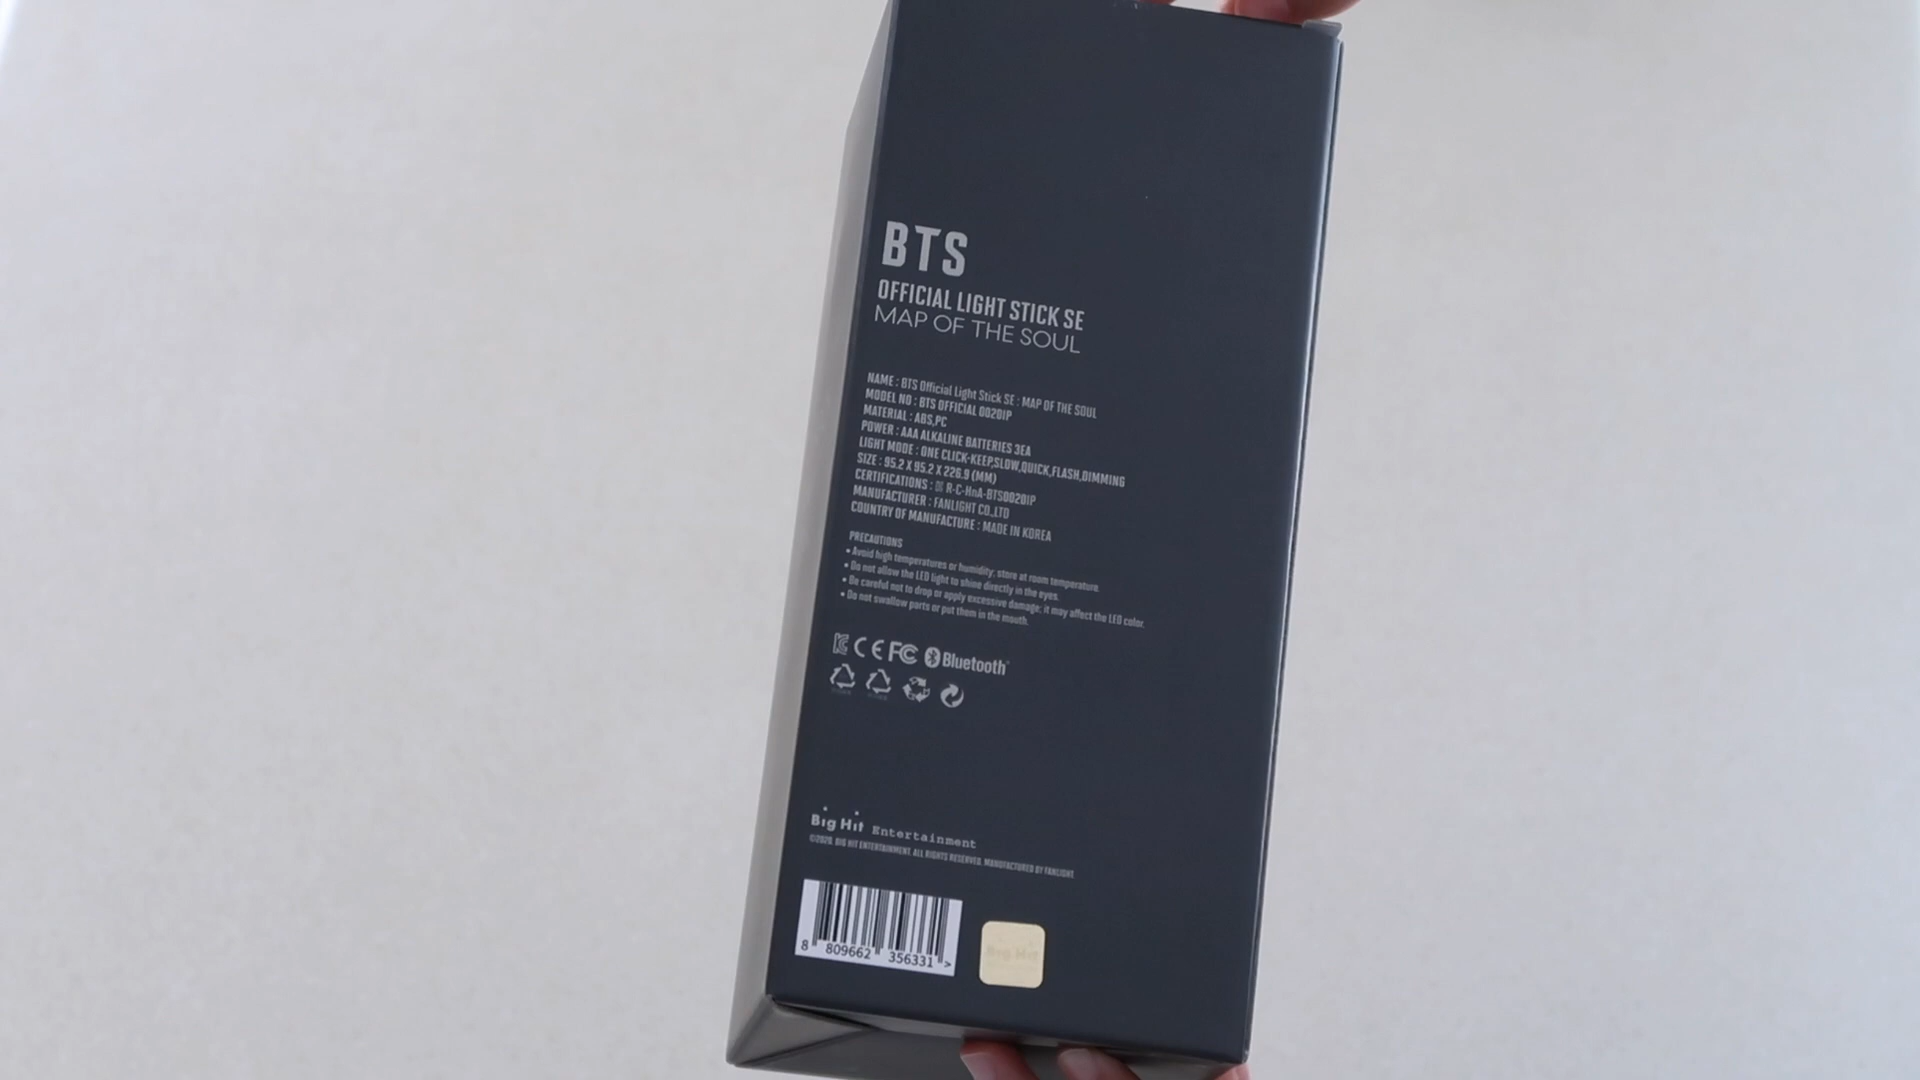 BTS
OFFICIAL LIGHT STICK SE
MAP OF THE SOUL
NAME : BTS Official Light Stick SE : MAP OF THE SOUL
MODEL NO : BTS OFFICIAL 0020IP
MATERIAL : ABS,PC
POWER : AAA ALKALINE BATTERIES 3EA
LIGHT MODE : ONE CLICK-KEEP,SLOW,QUICK,FLASH,DIMMING
SIZE : 95.2 X 95.2 X 226.9 (MM)
CERTIFICATIONS : R-C-HnA-BTS0020IP
MANUFACTURER : FANLIGHT CO.,LTD
COUNTRY OF MANUFACTURE : MADE IN KOREA
PRECAUTIONS
• Avoid high temperatures or humidity; store at room temperature.
• Do not allow the LED light to shine directly in the eyes.
• Be careful not to drop or apply excessive damage; it may affect the LED color.
• Do not swallow parts or put them in the mouth.
CE FC Bluetooth
Big Hit Entertainment
©2020. BIG HIT ENTERTAINMENT. ALL RIGHTS RESERVED. MANUFACTURED BY FANLIGHT.
8 809662 356331 >
Big Hit